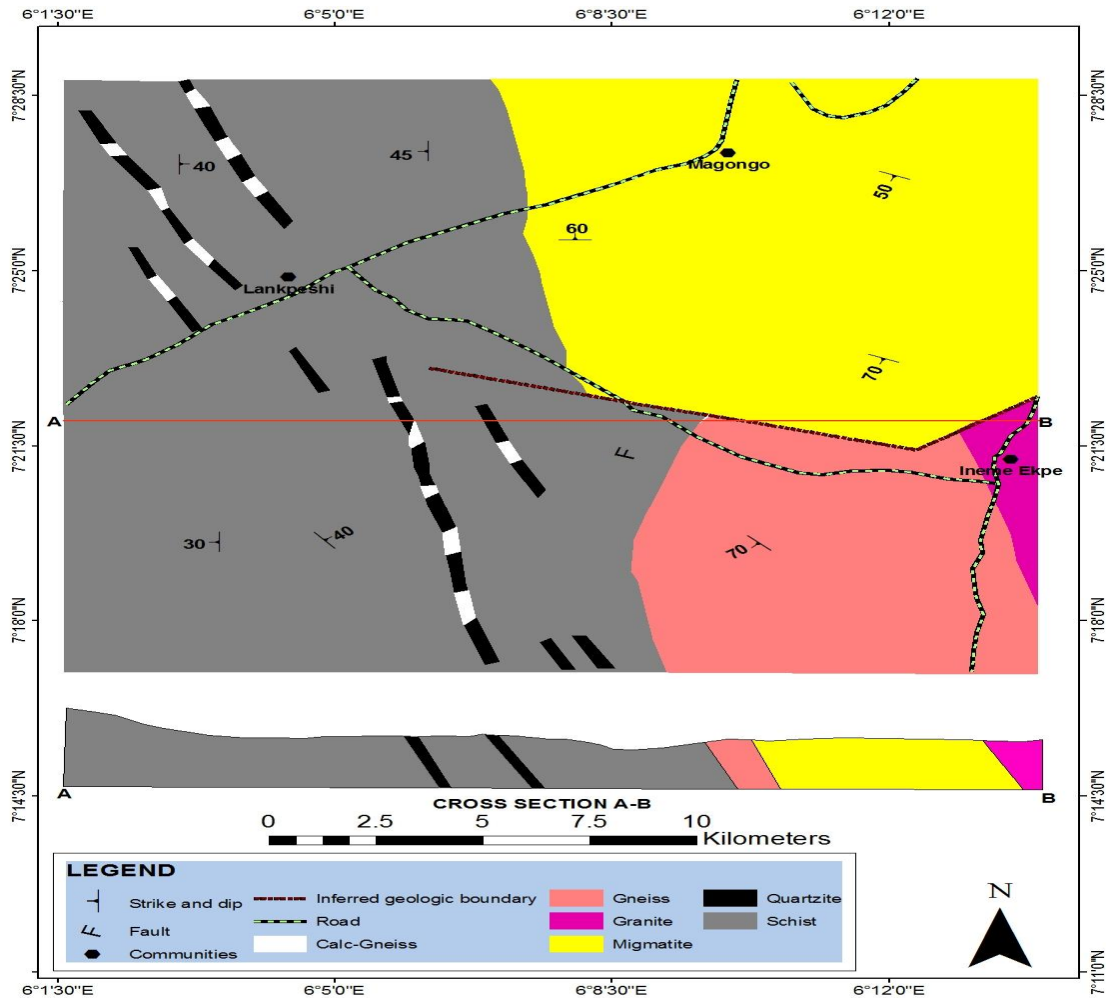 6°1'30"E 6°5'0"E 6°8'30"E 6°12'0"E
7°28'30"N 7°28'30"N
40 45 Magongo 50
60
7°25'0"N 7°25'0"N
Lankpeshi
70
A B
7°21'30"N F 7°21'30"N
Ineme Ekpe
30 40 70
7°18'0"N 7°18'0"N
7°14'30"N 7°14'30"N
A B
CROSS SECTION A-B
0 2.5 5 7.5 10
Kilometers
LEGEND
Strike and dip Inferred geologic boundary Gneiss Quartzite
F Fault Road Granite Schist
Communities Calc-Gneiss Migmatite
N
7°11'0"N 7°11'0"N
6°1'30"E 6°5'0"E 6°8'30"E 6°12'0"E